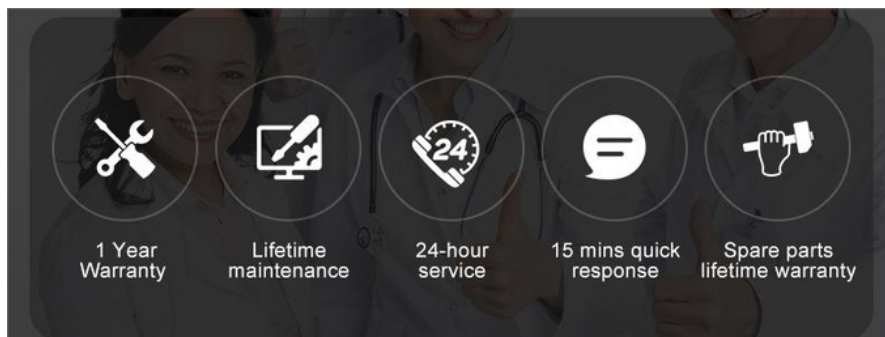 24
1 Year
Warranty
Lifetime
maintenance
24-hour
service
15 mins quick
response
Spare parts
lifetime warranty